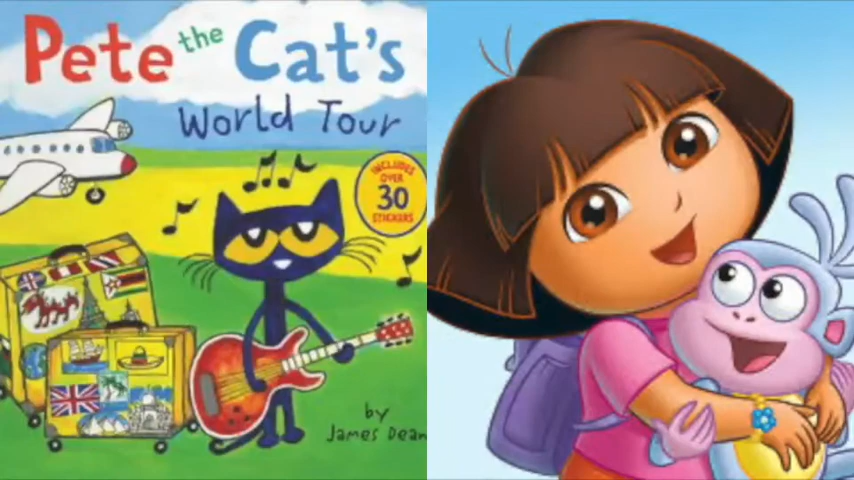 Pete the Cat's
World Tour
INCLUDES
OVER
30
STICKERS
by
James Dean